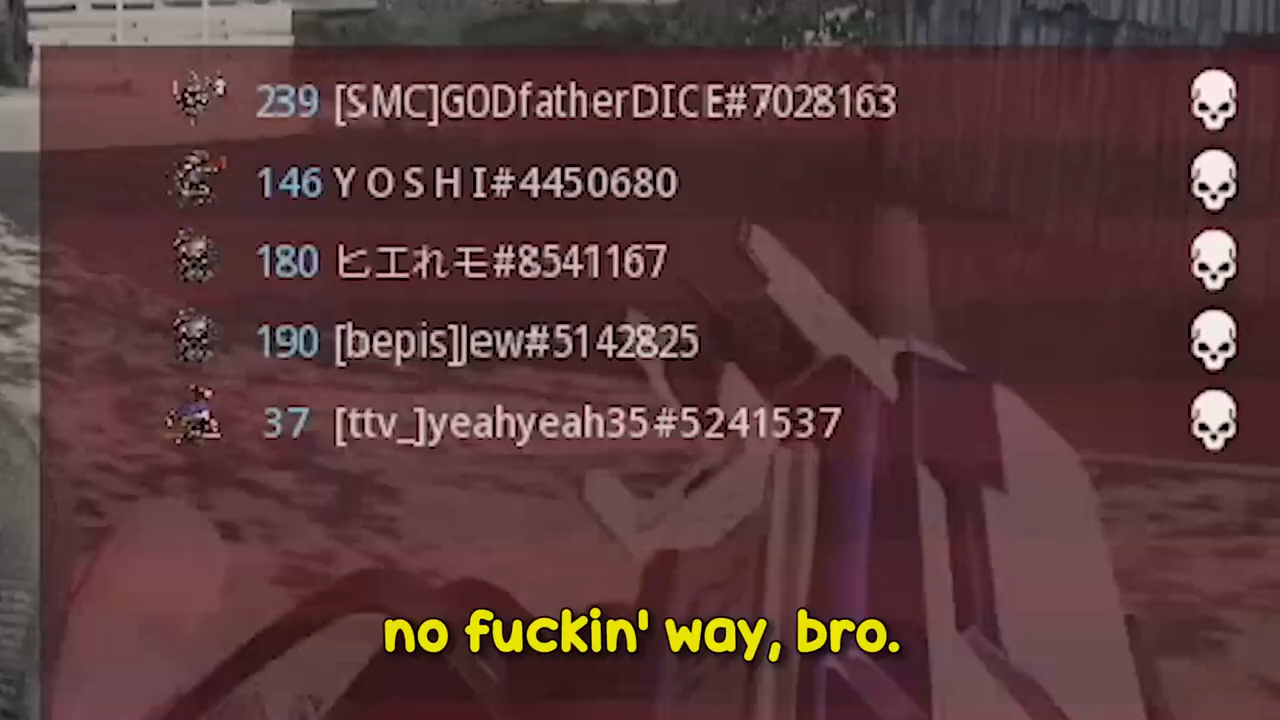 239 [SMC]GODfatherDICE#7028163
146 Y O S H I#4450680
180 ヒエれモ#8541167
190 [bepis]Jew#5142825
37 [ttv_]yeahyeah35#5241537
no fuckin' way, bro.